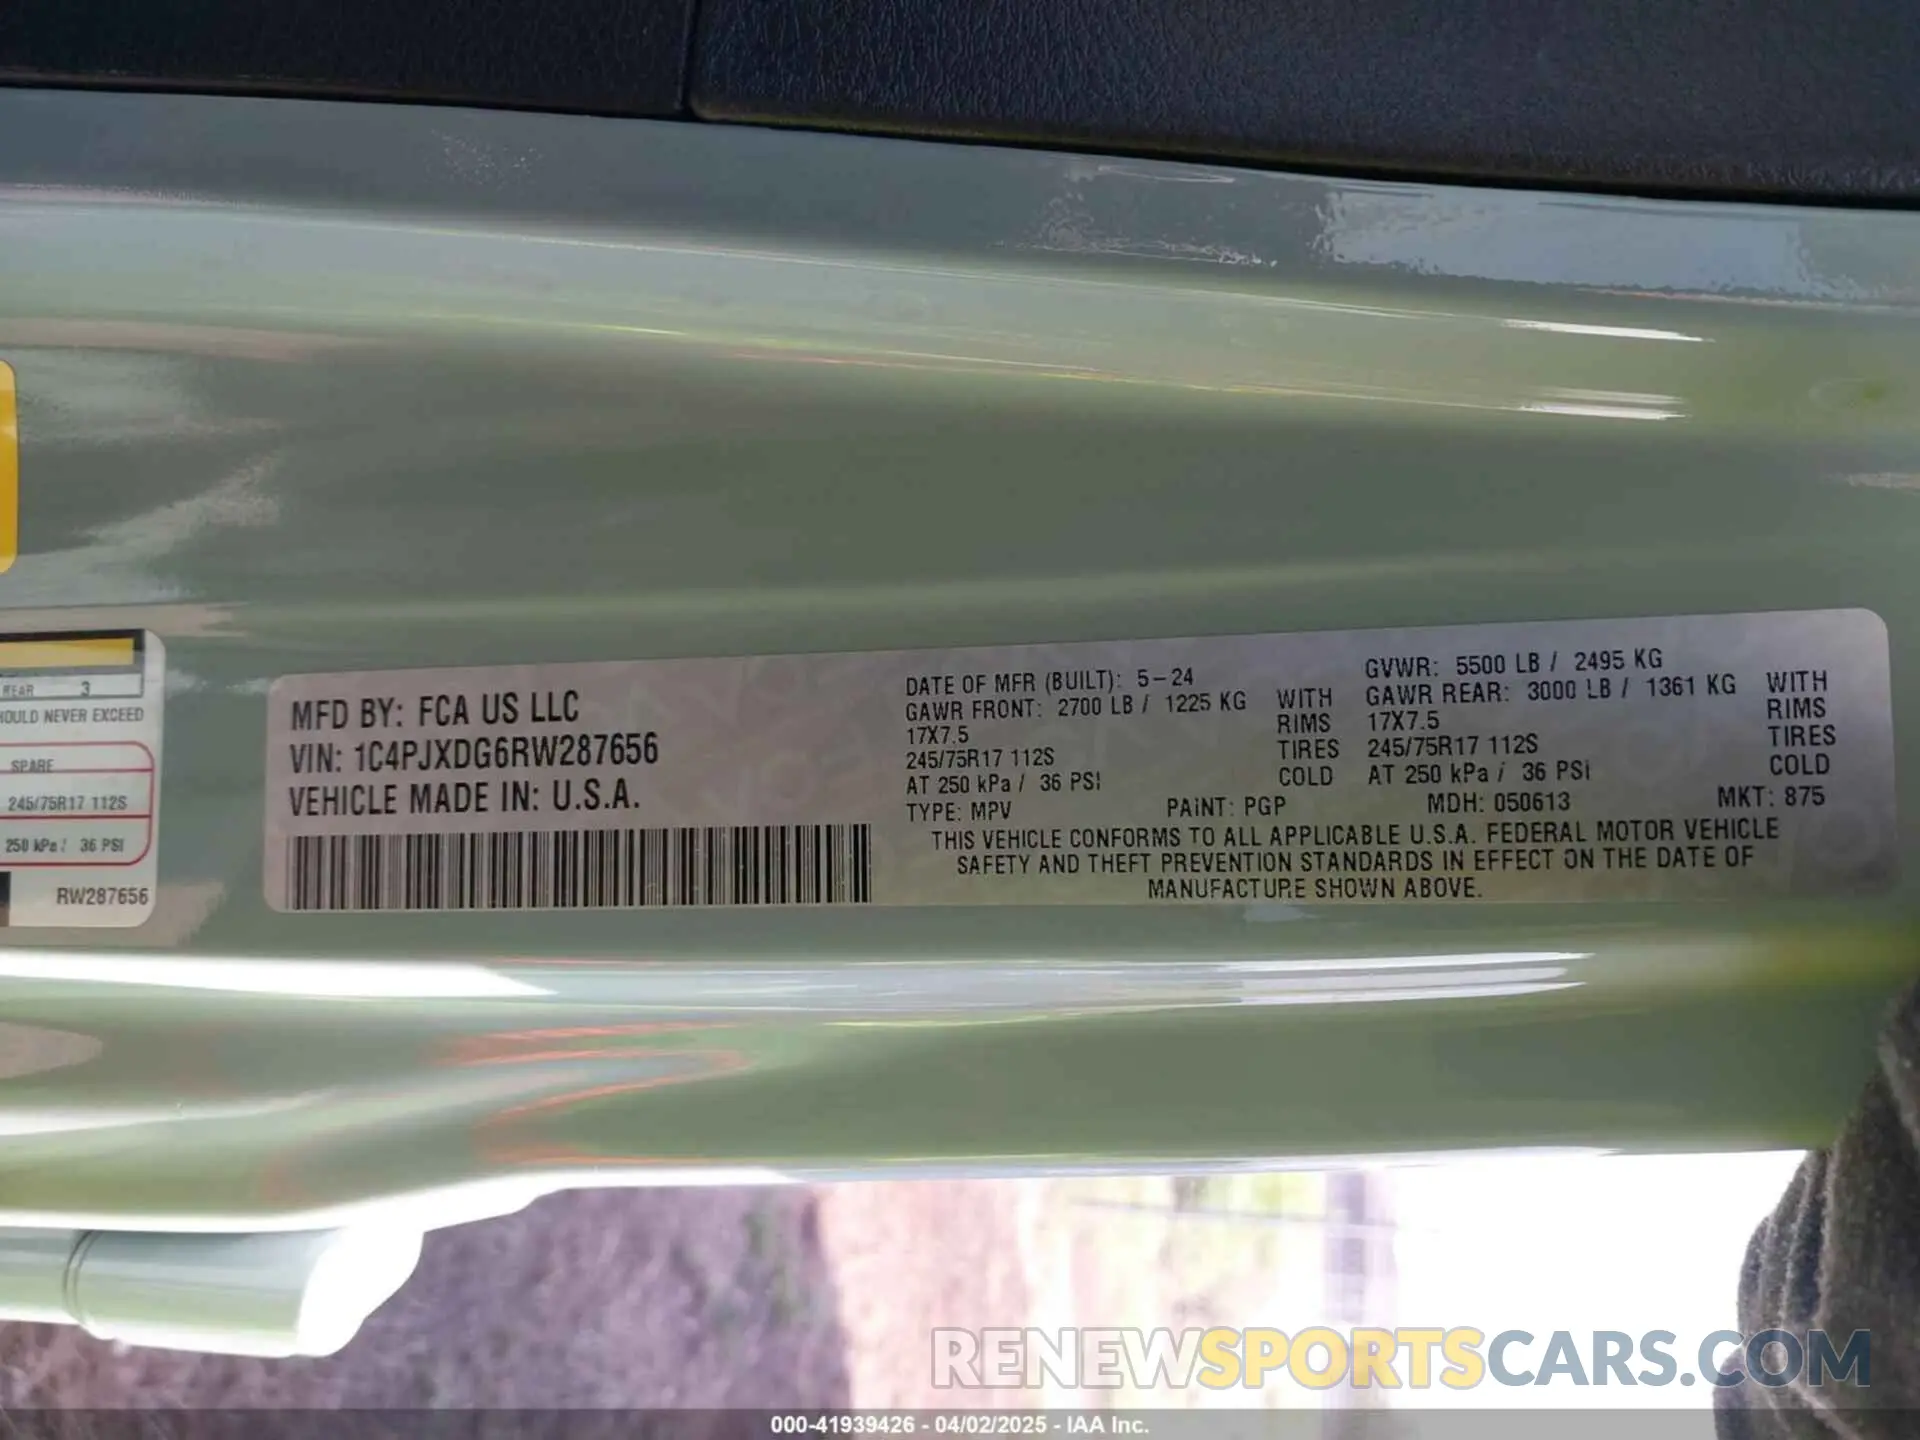 REAR 3
HOULD NEVER EXCEED
SPARE
245/75R17 112S
250 kPa / 36 PSI
RW287656
MFD BY: FCA US LLC
VIN: 1C4PJXDG6RW287656
VEHICLE MADE IN: U.S.A.
DATE OF MFR (BUILT): 5-24
GAWR FRONT: 2700 LB / 1225 KG WITH
17X7.5 RIMS
245/75R17 112S TIRES
AT 250 kPa / 36 PSI COLD
GVWR: 5500 LB / 2495 KG
GAWR REAR: 3000 LB / 1361 KG WITH
17X7.5 RIMS
245/75R17 112S TIRES
AT 250 kPa / 36 PSI COLD
TYPE: MPV PAINT: PGP MDH: 050613 MKT: 875
THIS VEHICLE CONFORMS TO ALL APPLICABLE U.S.A. FEDERAL MOTOR VEHICLE
SAFETY AND THEFT PREVENTION STANDARDS IN EFFECT ON THE DATE OF
MANUFACTURE SHOWN ABOVE.
RENEWSPORTSCARS.COM
000-41939426 - 04/02/2025 - IAA Inc.